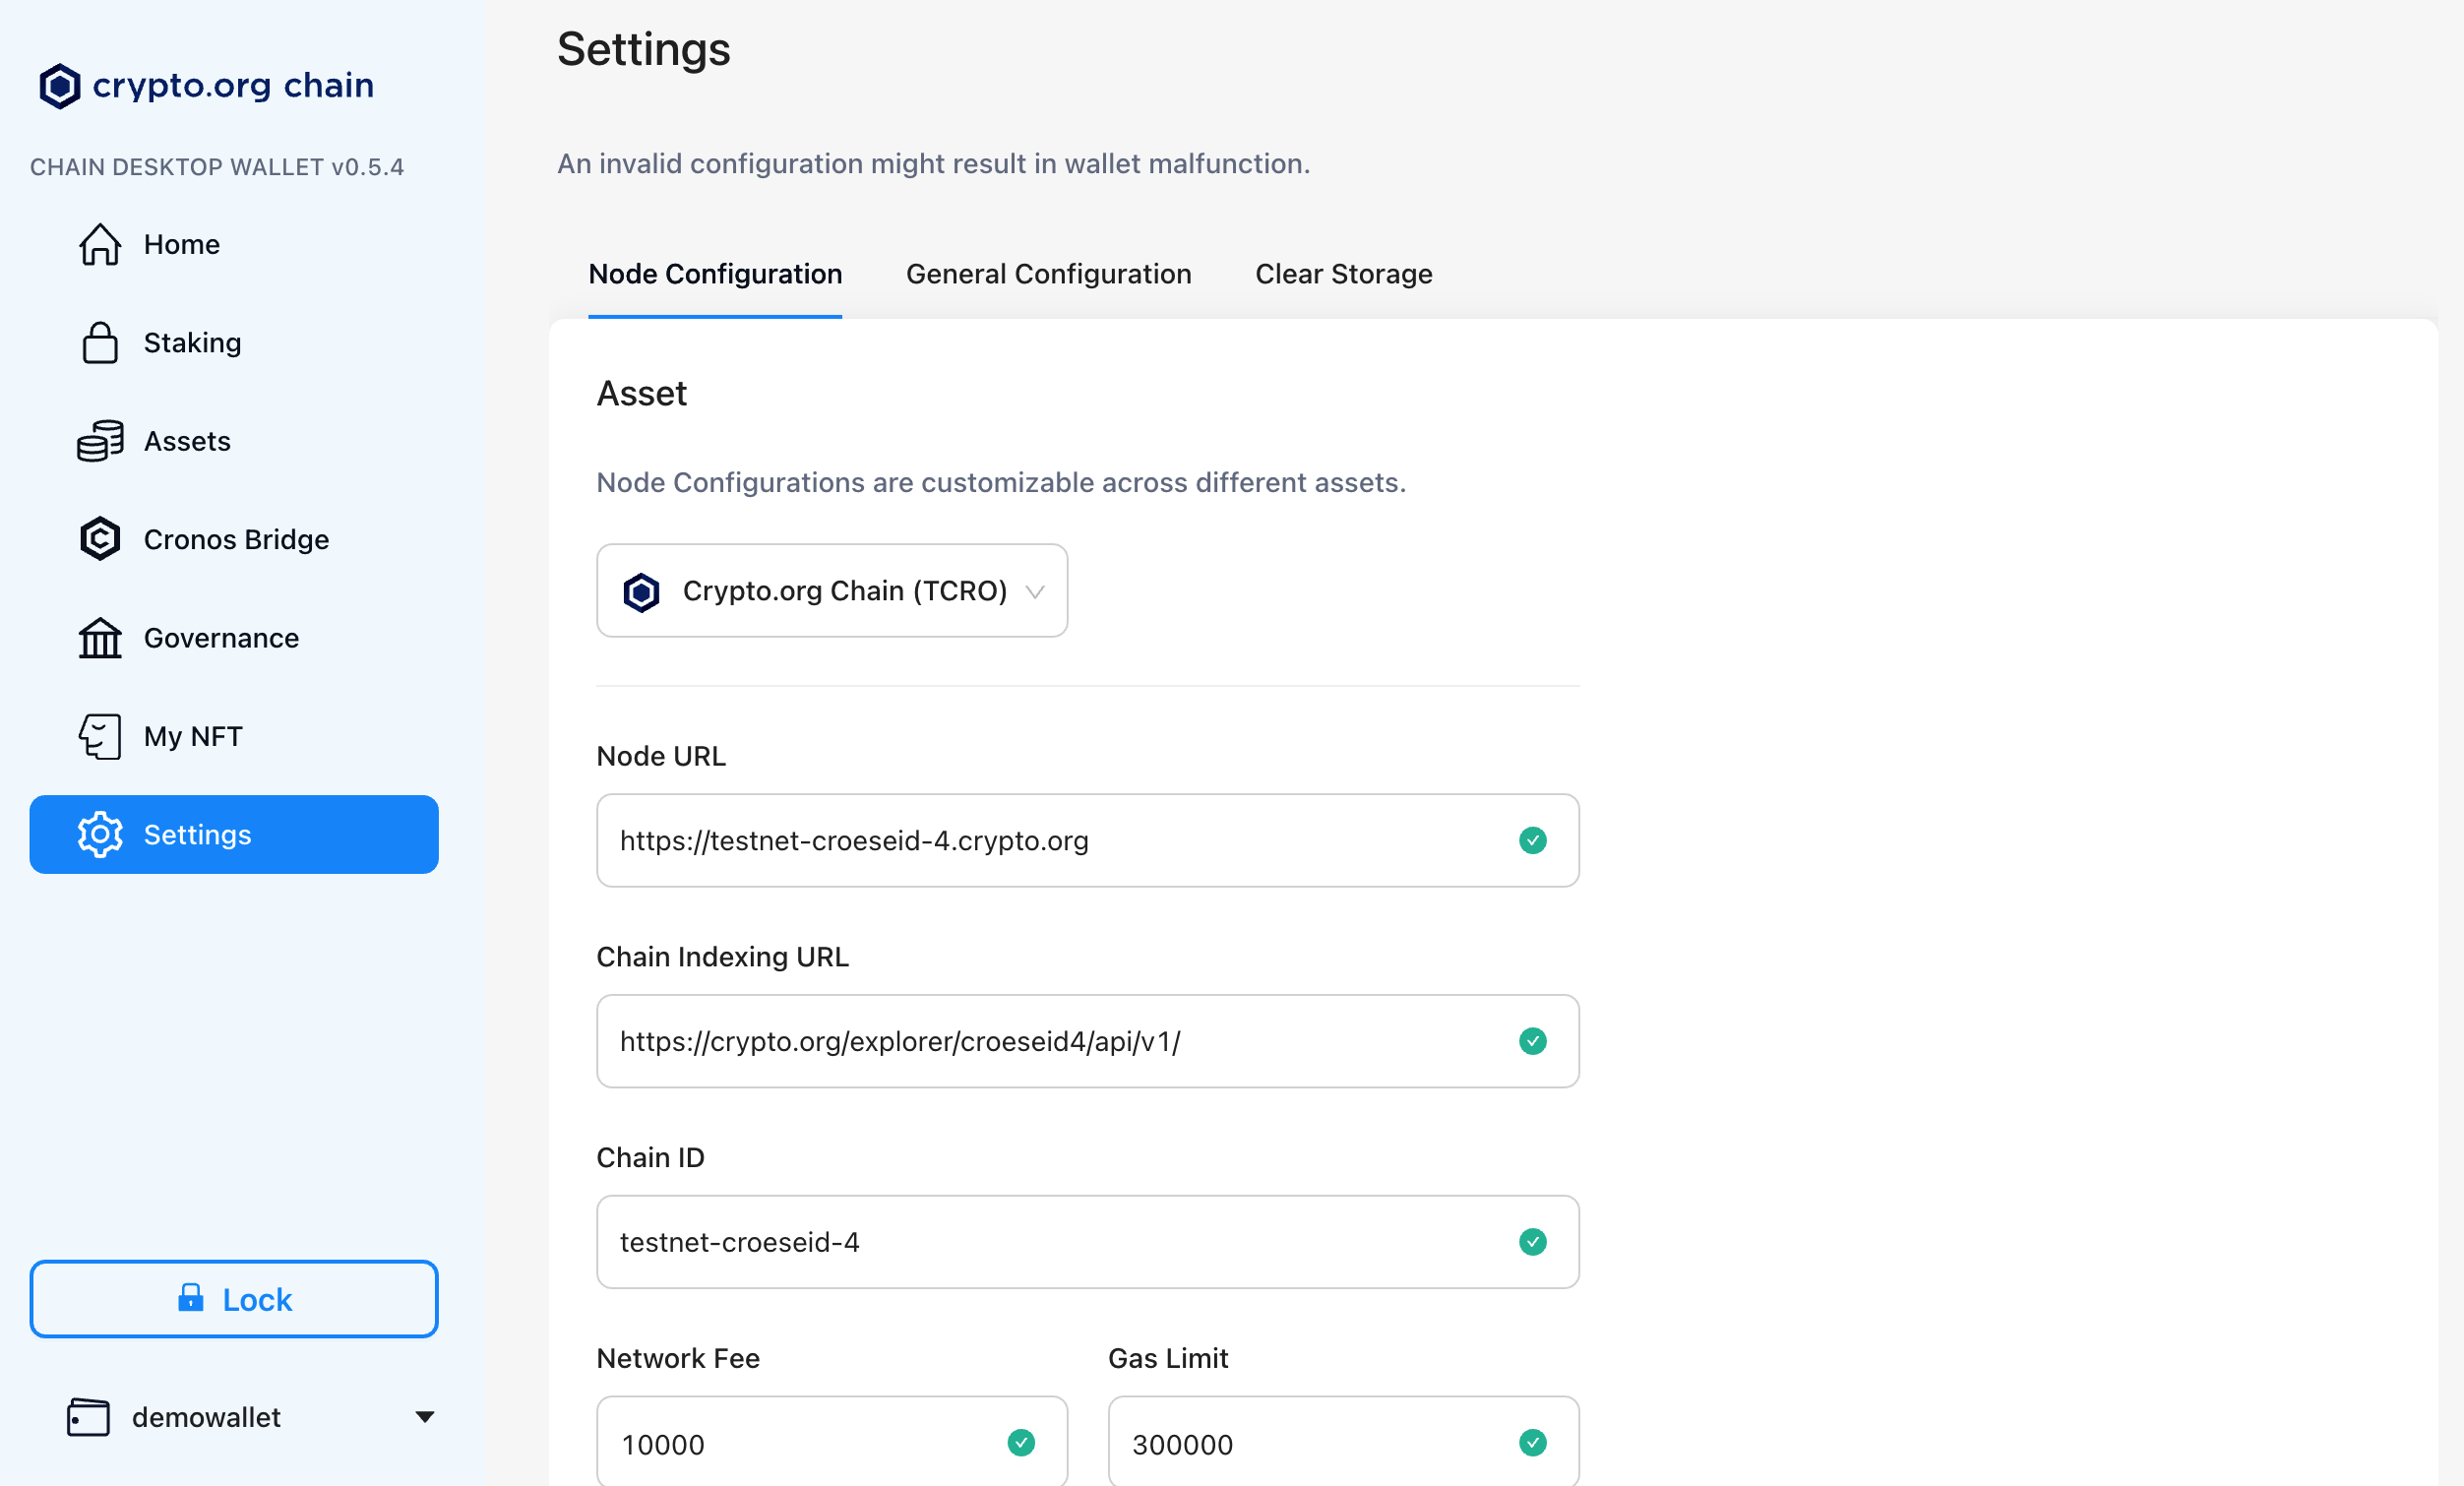 crypto.org chain
CHAIN DESKTOP WALLET v0.5.4
Home
Staking
Assets
Cronos Bridge
Governance
My NFT
Settings
Lock
demowallet
Settings
An invalid configuration might result in wallet malfunction.
Node Configuration General Configuration Clear Storage
Asset
Node Configurations are customizable across different assets.
Crypto.org Chain (TCRO)
Node URL
https://testnet-croeseid-4.crypto.org
Chain Indexing URL
https://crypto.org/explorer/croeseid4/api/v1/
Chain ID
testnet-croeseid-4
Network Fee Gas Limit
10000 300000